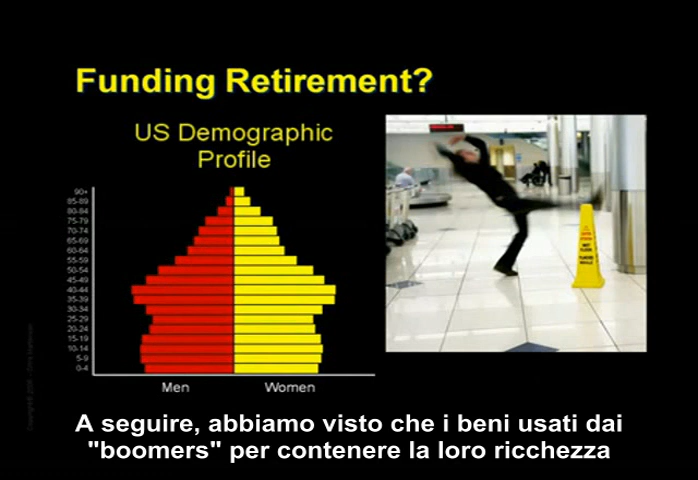 Funding Retirement?
US Demographic
Profile
90+
85-89
80-84
75-79
70-74
65-69
60-64
55-59
50-54
45-49
40-44
35-39
30-34
25-29
20-24
15-19
10-14
5-9
0-4
Men
Women
A seguire, abbiamo visto che i beni usati dai
"boomers" per contenere la loro ricchezza